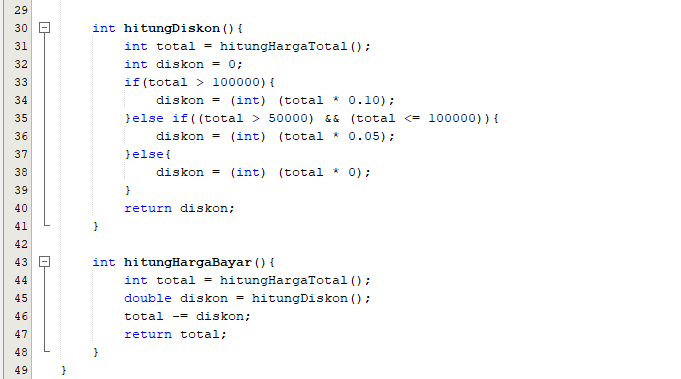 29
30 int hitungDiskon(){
31 int total = hitungHargaTotal();
32 int diskon = 0;
33 if(total > 100000){
34 diskon = (int) (total * 0.10);
35 }else if((total > 50000) && (total <= 100000)){
36 diskon = (int) (total * 0.05);
37 }else{
38 diskon = (int) (total * 0);
39 }
40 return diskon;
41 }
42
43 int hitungHargaBayar(){
44 int total = hitungHargaTotal();
45 double diskon = hitungDiskon();
46 total -= diskon;
47 return total;
48 }
49 }